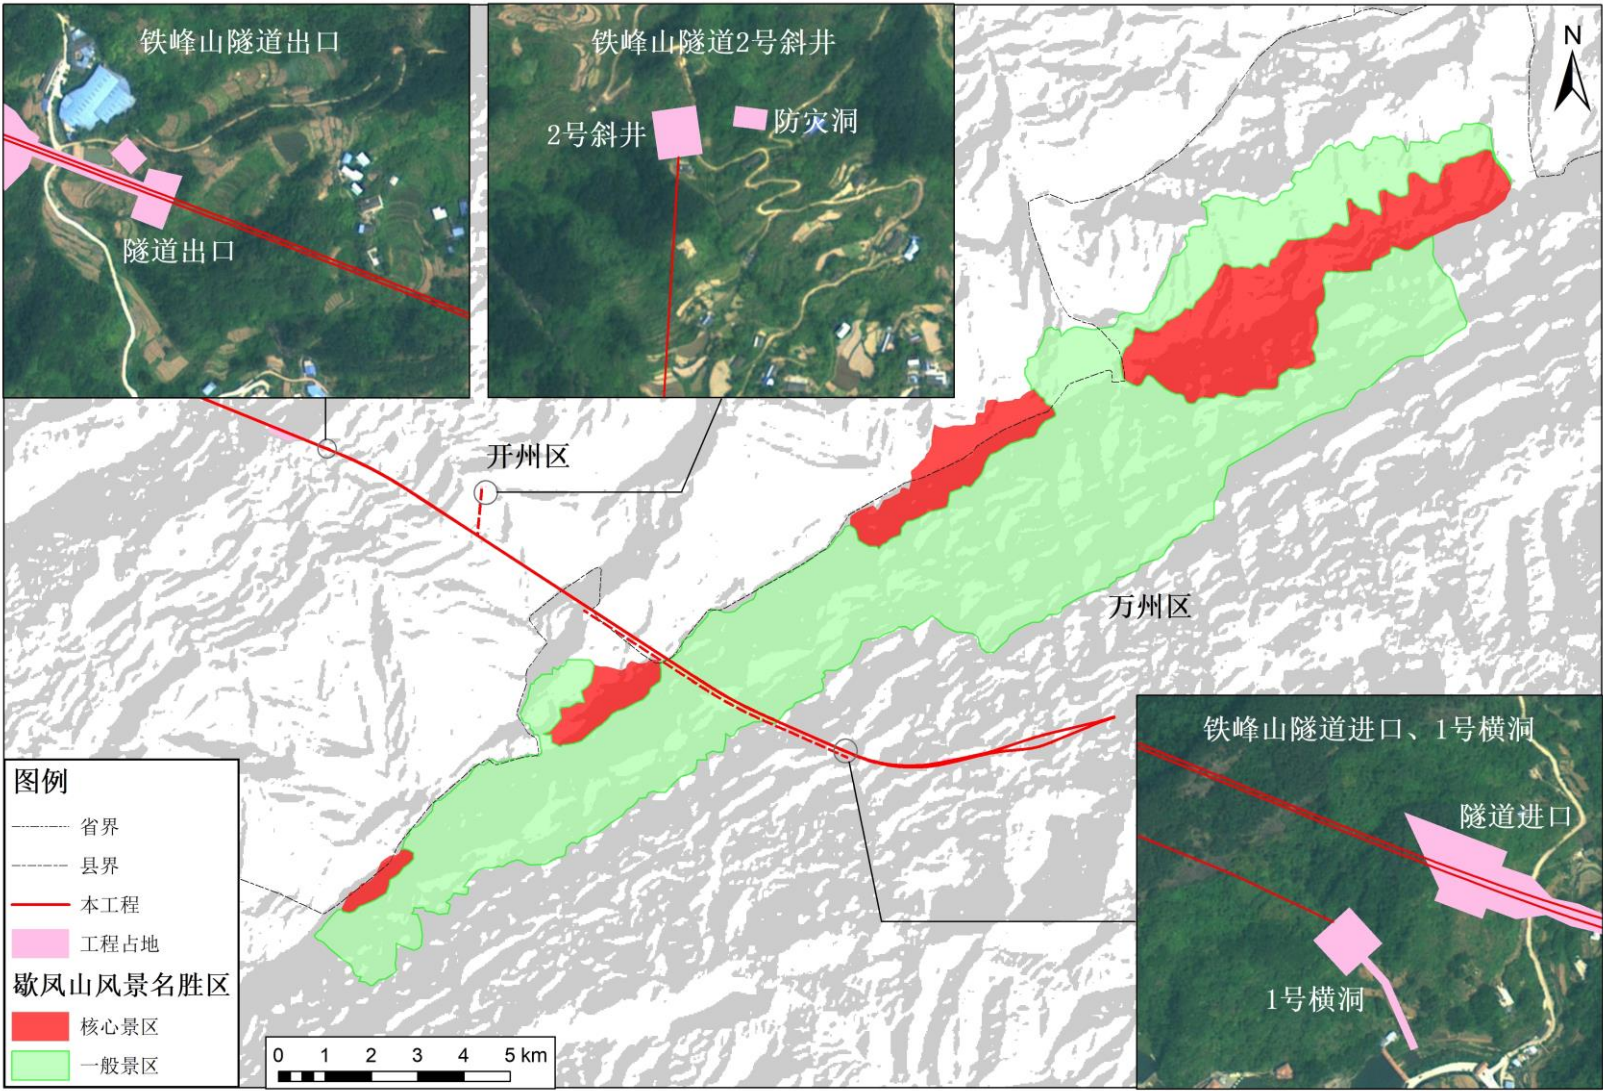 铁峰山隧道出口
隧道出口
铁峰山隧道2号斜井
2号斜井
防灾洞
N
开州区
万州区
铁峰山隧道进口、1号横洞
隧道进口
1号横洞
图例
省界
县界
本工程
工程占地
歇凤山风景名胜区
核心景区
一般景区
0 1 2 3 4 5 km